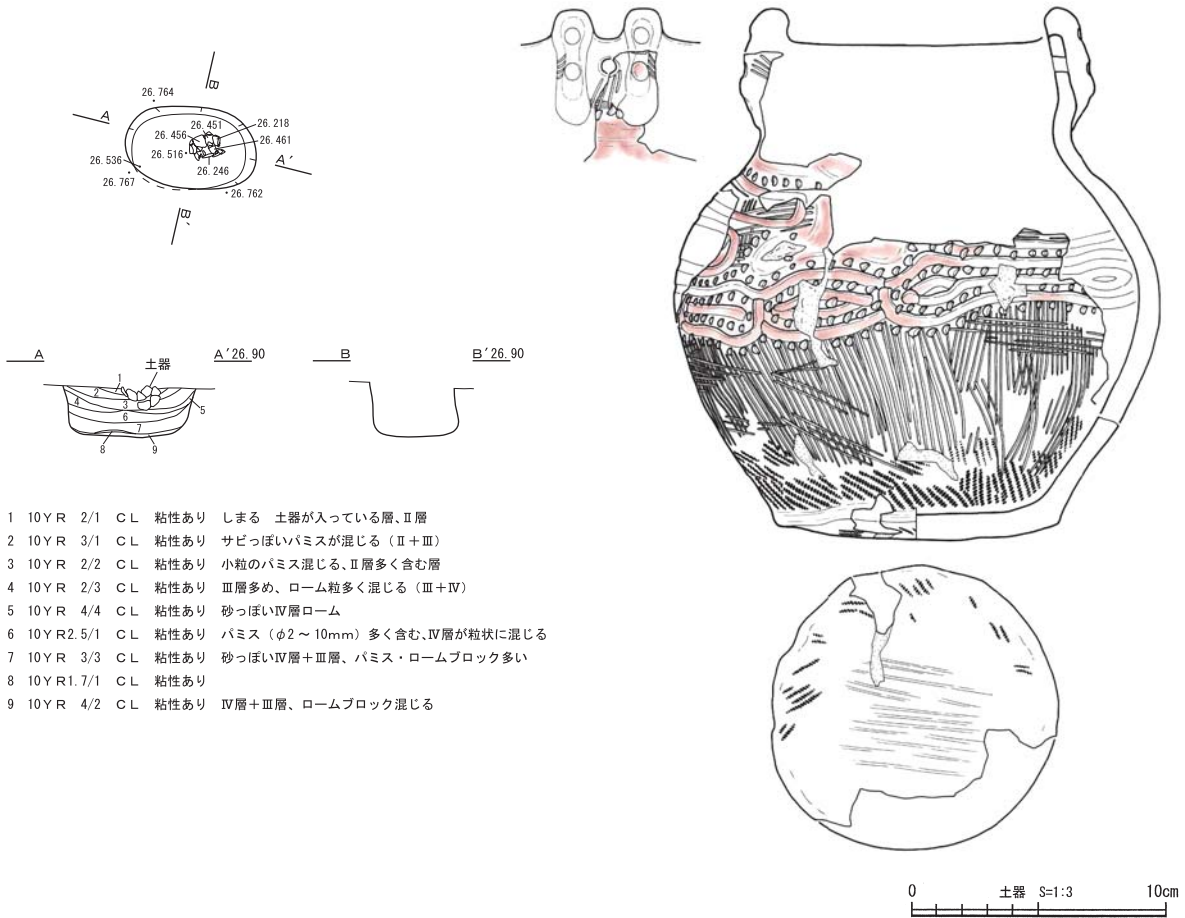 26.764
B
A
26.451
26.218
26.456
26.461
26.516
26.536
A′
26.246
26.767
26.762
B′
A
A′26.90
B
B′26.90
土器
1
2
3
4
5
6
7
8
9
1 10YR 2/1 CL 粘性あり しまる 土器が入っている層、Ⅱ層
2 10YR 3/1 CL 粘性あり サビっぽいパミスが混じる（Ⅱ＋Ⅲ）
3 10YR 2/2 CL 粘性あり 小粒のパミス混じる、Ⅱ層多く含む層
4 10YR 2/3 CL 粘性あり Ⅲ層多め、ローム粒多く混じる（Ⅲ＋Ⅳ）
5 10YR 4/4 CL 粘性あり 砂っぽいⅣ層ローム
6 10YR2.5/1 CL 粘性あり パミス（φ2～10mm）多く含む、Ⅳ層が粒状に混じる
7 10YR 3/3 CL 粘性あり 砂っぽいⅣ層＋Ⅲ層、パミス・ロームブロック多い
8 10YR1.7/1 CL 粘性あり
9 10YR 4/2 CL 粘性あり Ⅳ層＋Ⅲ層、ロームブロック混じる
0 土器 S=1:3 10cm